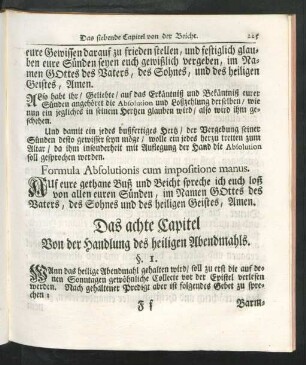 Das siebende Capitel von der Beicht. 225
eure Gewissen darauf zu frieden stellen, und festiglich glau-
ben eure Sünden seyen euch gewißlich vergeben, im Na-
men GOttes des Vaters, des Sohnes, und des heiligen
Geistes, Amen.
Also habt ihr/ Geliebte/ auf das Erkäntniß und Bekäntniß eurer
Sünden angehört die Absolution und Loßzehlung derselben/ wie
nun ein jeglicher in seinem Hertzen glauben wird/ also wird ihm ge-
schehen.
Und damit ein jedes bußfertiges Hertz/ der Vergebung seiner
Sünden desto gewisser seyn möge/ wolle ein jedes herzu tretten zum
Altar/ da ihm insonderheit mit Auflegung der Hand die Absolution
soll gesprochen werden.
Formula Absolutionis cum impositione manus.
Auf eure gethane Buß und Beicht spreche ich euch loß
von allen euren Sünden, im Namen GOttes des
Vaters, des Sohnes und des heiligen Geistes, Amen.
Das achte Capitel
Von der Handlung des heiligen Abendmahls.
§. 1.
Wann das heilige Abendmahl gehalten wird/ soll zu erst die auf de-
nen Sonntagen gewöhnliche Collecte vor der Epistel verlesen
werden. Nach gehaltener Predigt aber ist folgendes Gebet zu spre-
chen:
F f Barm-